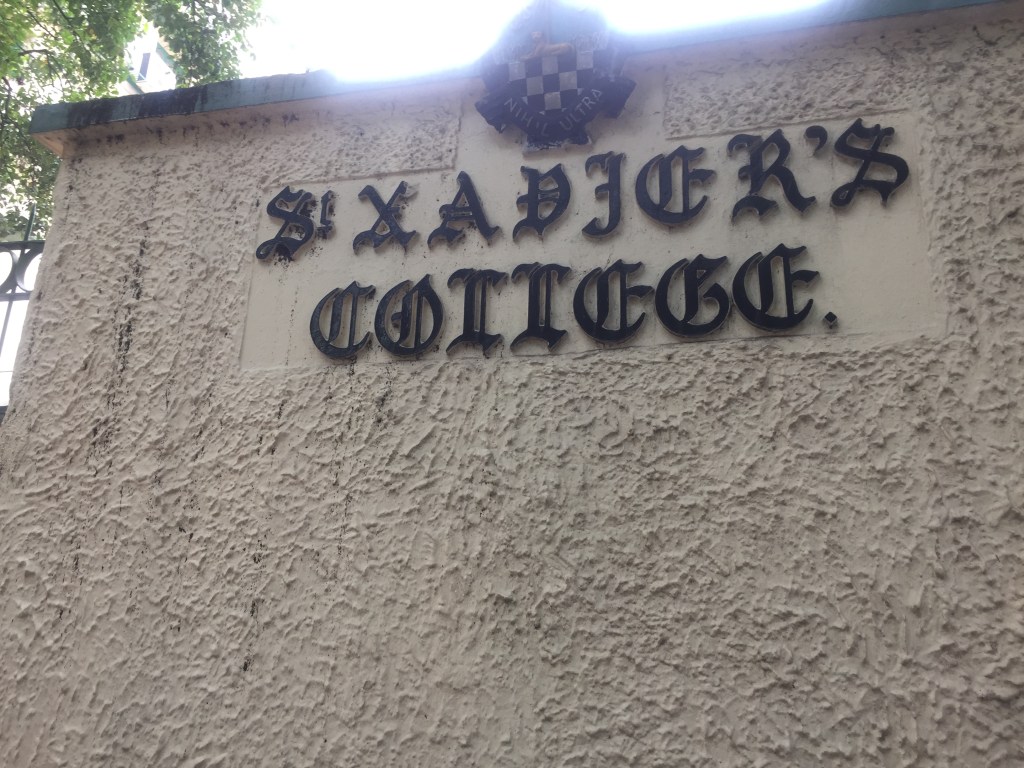 NIHIL ULTRA
St XAVIER'S
COLLEGE.